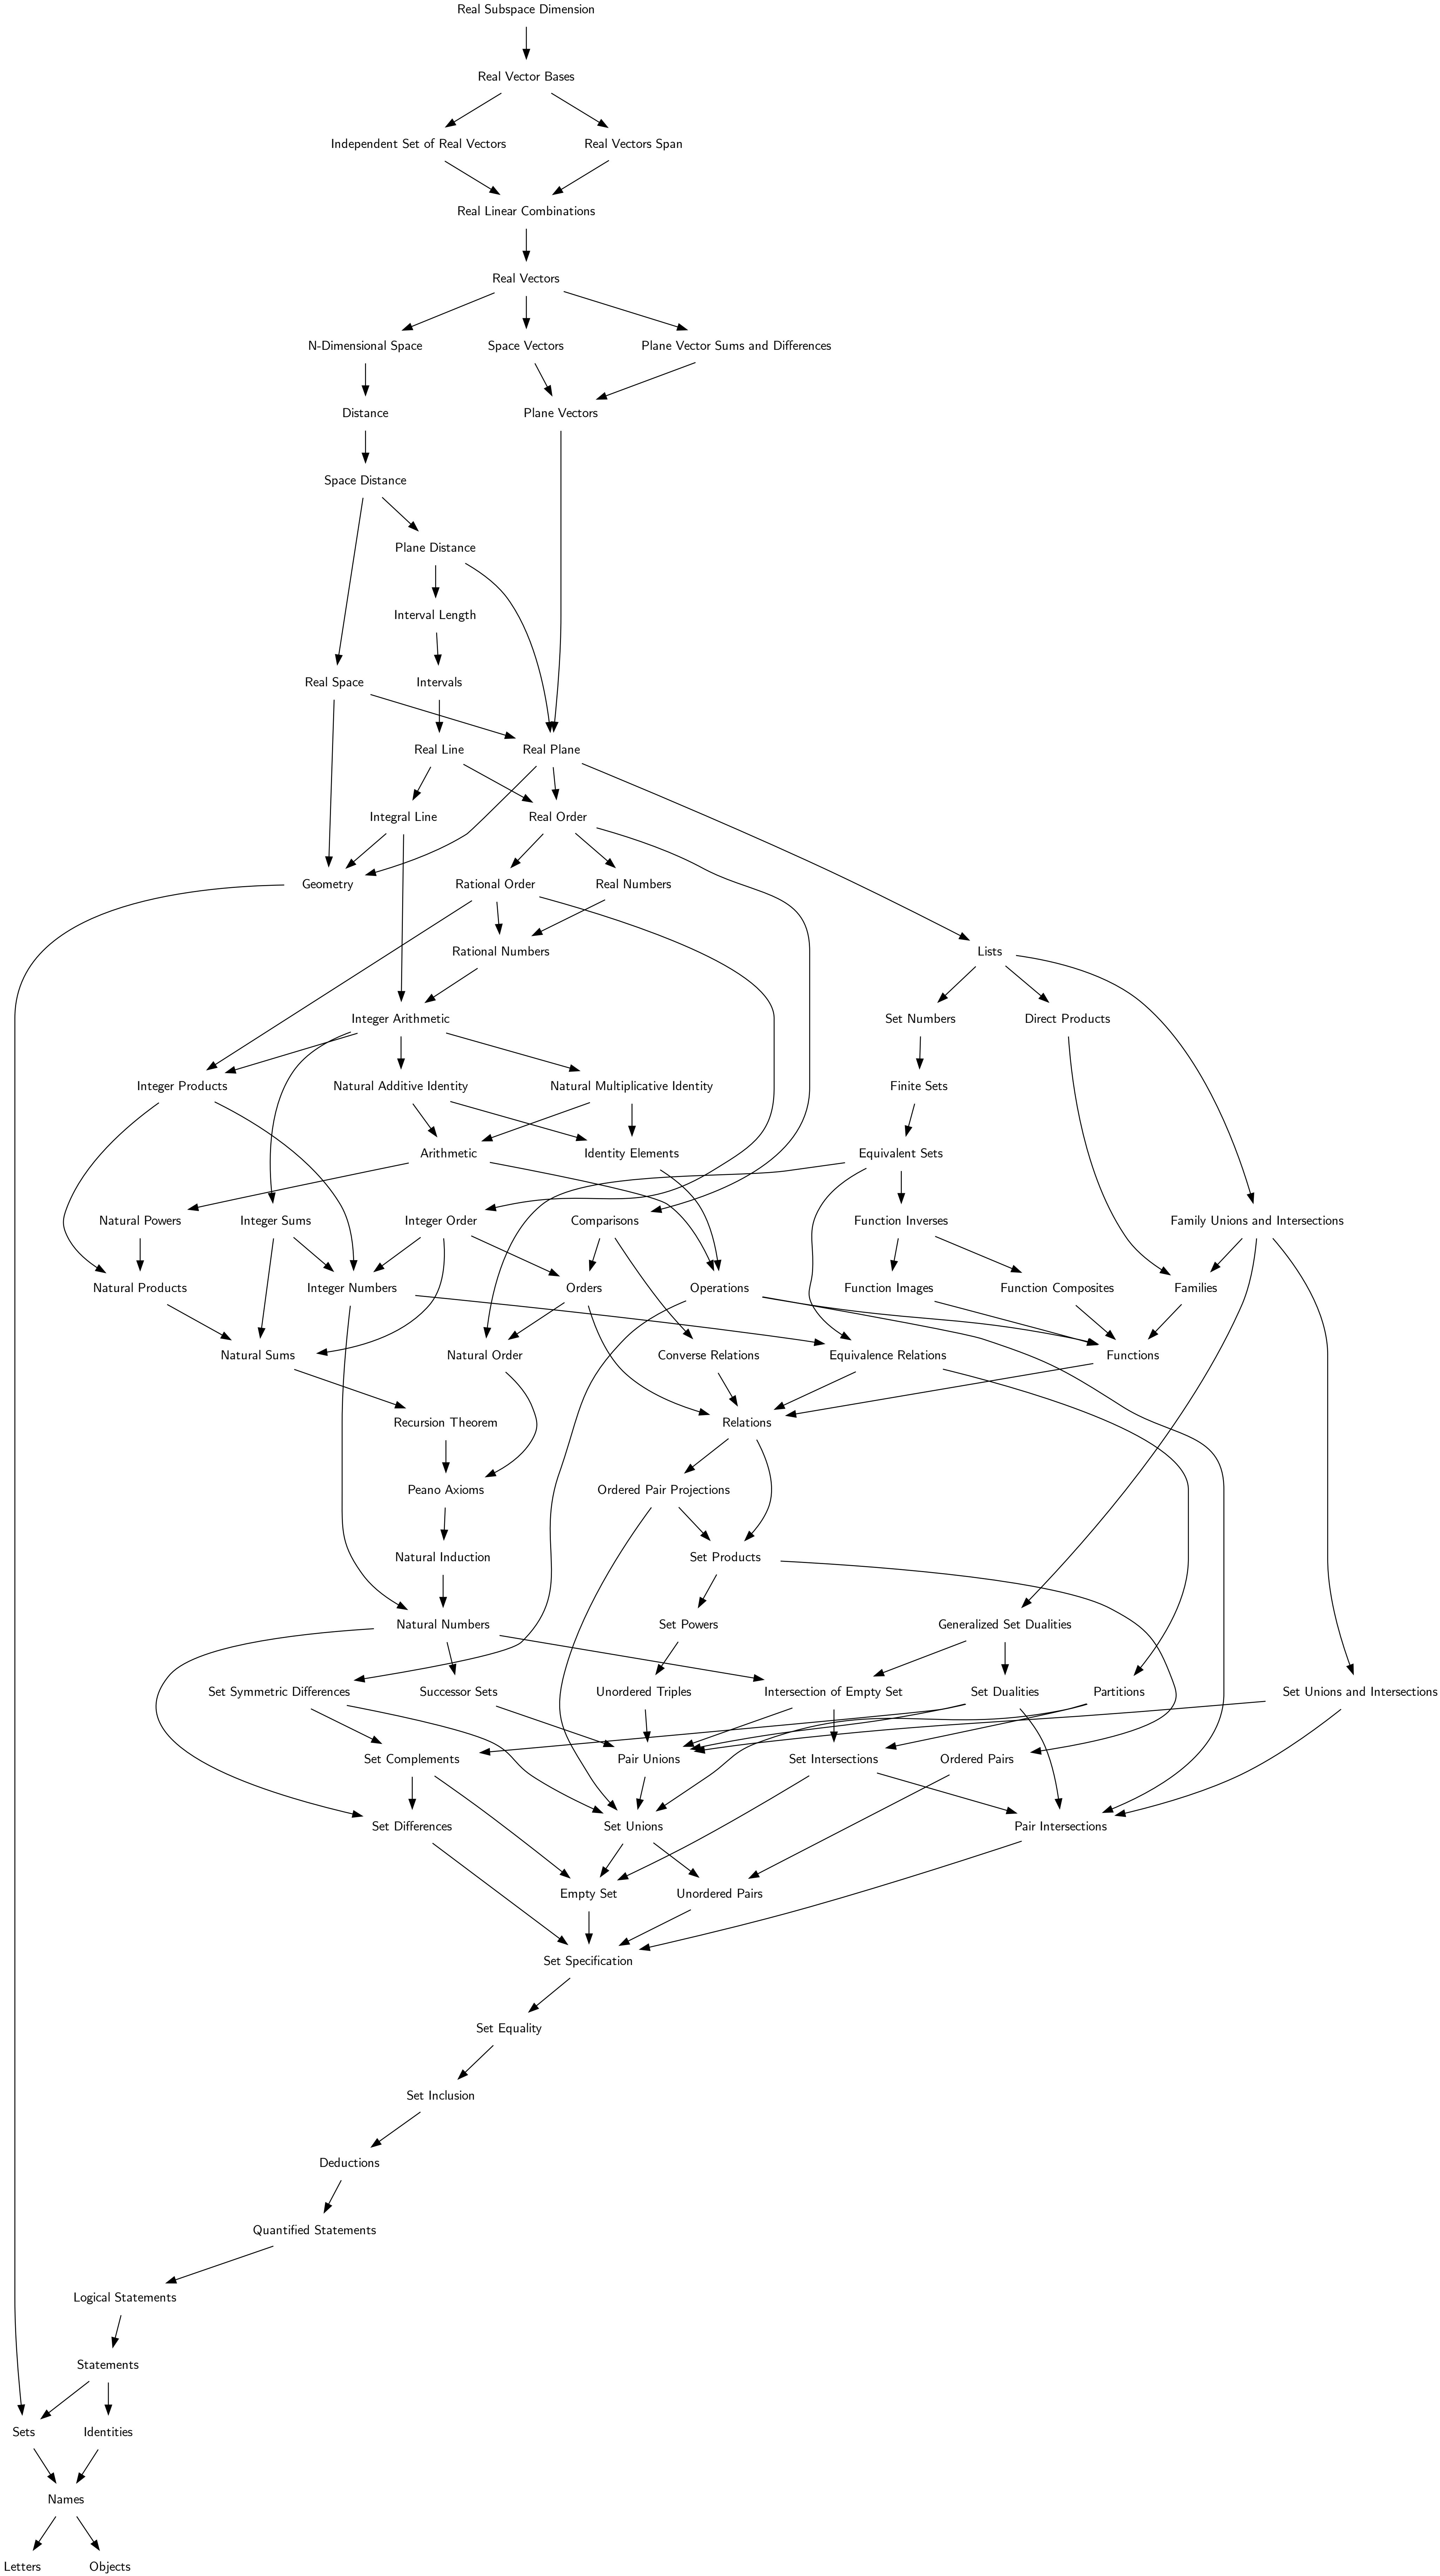 Real Subspace Dimension
Real Vector Bases
Independent Set of Real Vectors
Real Vectors Span
Real Linear Combinations
Real Vectors
N-Dimensional Space
Space Vectors
Plane Vector Sums and Differences
Distance
Plane Vectors
Space Distance
Plane Distance
Interval Length
Real Space
Intervals
Real Line
Real Plane
Integral Line
Real Order
Geometry
Rational Order
Real Numbers
Rational Numbers
Lists
Integer Arithmetic
Set Numbers
Direct Products
Integer Products
Natural Additive Identity
Natural Multiplicative Identity
Finite Sets
Arithmetic
Identity Elements
Equivalent Sets
Natural Powers
Integer Sums
Integer Order
Comparisons
Function Inverses
Family Unions and Intersections
Natural Products
Integer Numbers
Orders
Operations
Function Images
Function Composites
Families
Natural Sums
Natural Order
Converse Relations
Equivalence Relations
Functions
Recursion Theorem
Relations
Peano Axioms
Ordered Pair Projections
Natural Induction
Set Products
Natural Numbers
Set Powers
Generalized Set Dualities
Set Symmetric Differences
Successor Sets
Unordered Triples
Intersection of Empty Set
Set Dualities
Partitions
Set Unions and Intersections
Set Complements
Pair Unions
Set Intersections
Ordered Pairs
Set Differences
Set Unions
Pair Intersections
Empty Set
Unordered Pairs
Set Specification
Set Equality
Set Inclusion
Deductions
Quantified Statements
Logical Statements
Statements
Sets
Identities
Names
Letters
Objects